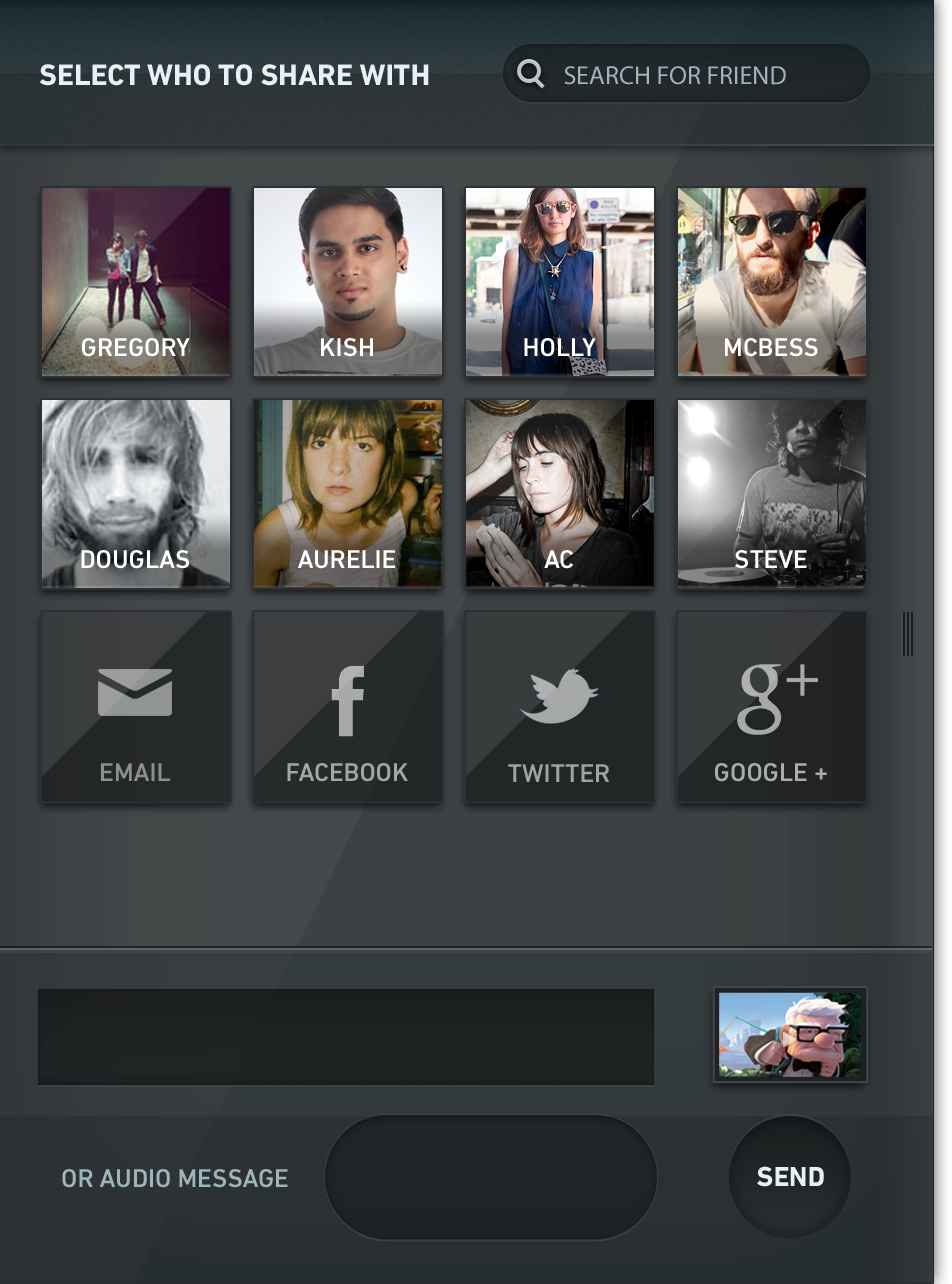 SELECT WHO TO SHARE WITH
SEARCH FOR FRIEND
GREGORY
KISH
HOLLY
MCBESS
DOUGLAS
AURELIE
AC
STEVE
EMAIL
FACEBOOK
TWITTER
g+
GOOGLE +
OR AUDIO MESSAGE
SEND